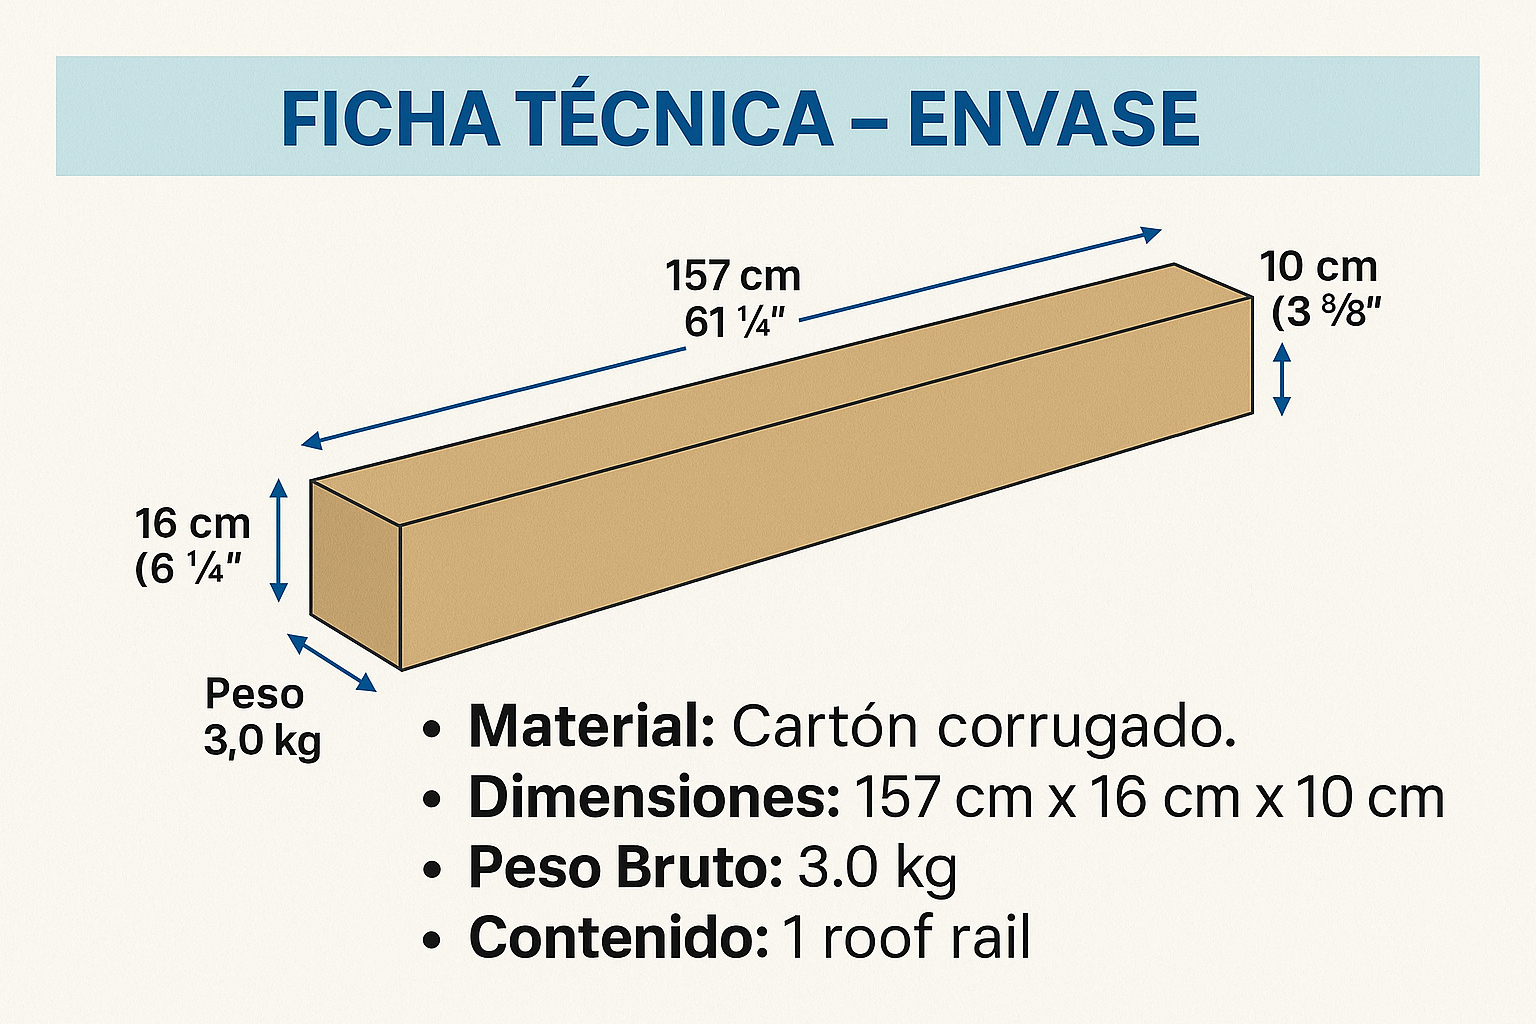 FICHA TÉCNICA – ENVASE
157 cm
61 ¼"
10 cm
(3 ⁸⁄8"
16 cm
(6 ¼"
Peso
3,0 kg
• Material: Cartón corrugado.
• Dimensiones: 157 cm x 16 cm x 10 cm
• Peso Bruto: 3.0 kg
• Contenido: 1 roof rail